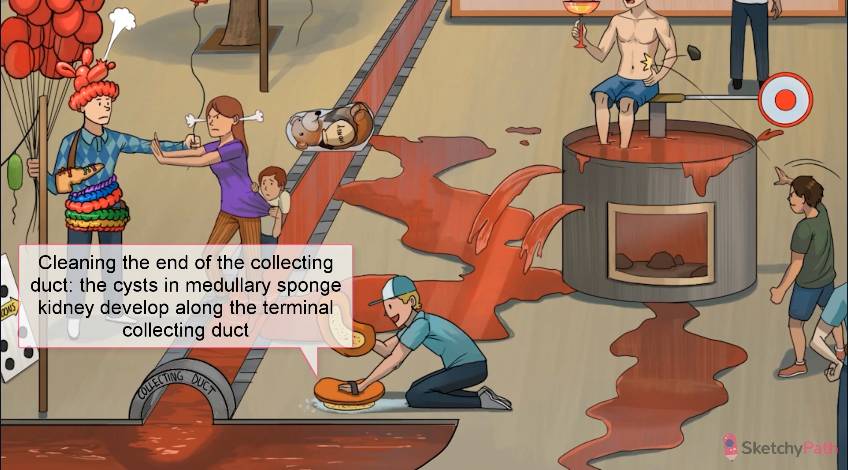 Cleaning the end of the collecting
duct: the cysts in medullary sponge
kidney develop along the terminal
collecting duct
COLLECTING DUCT
SketchyPath